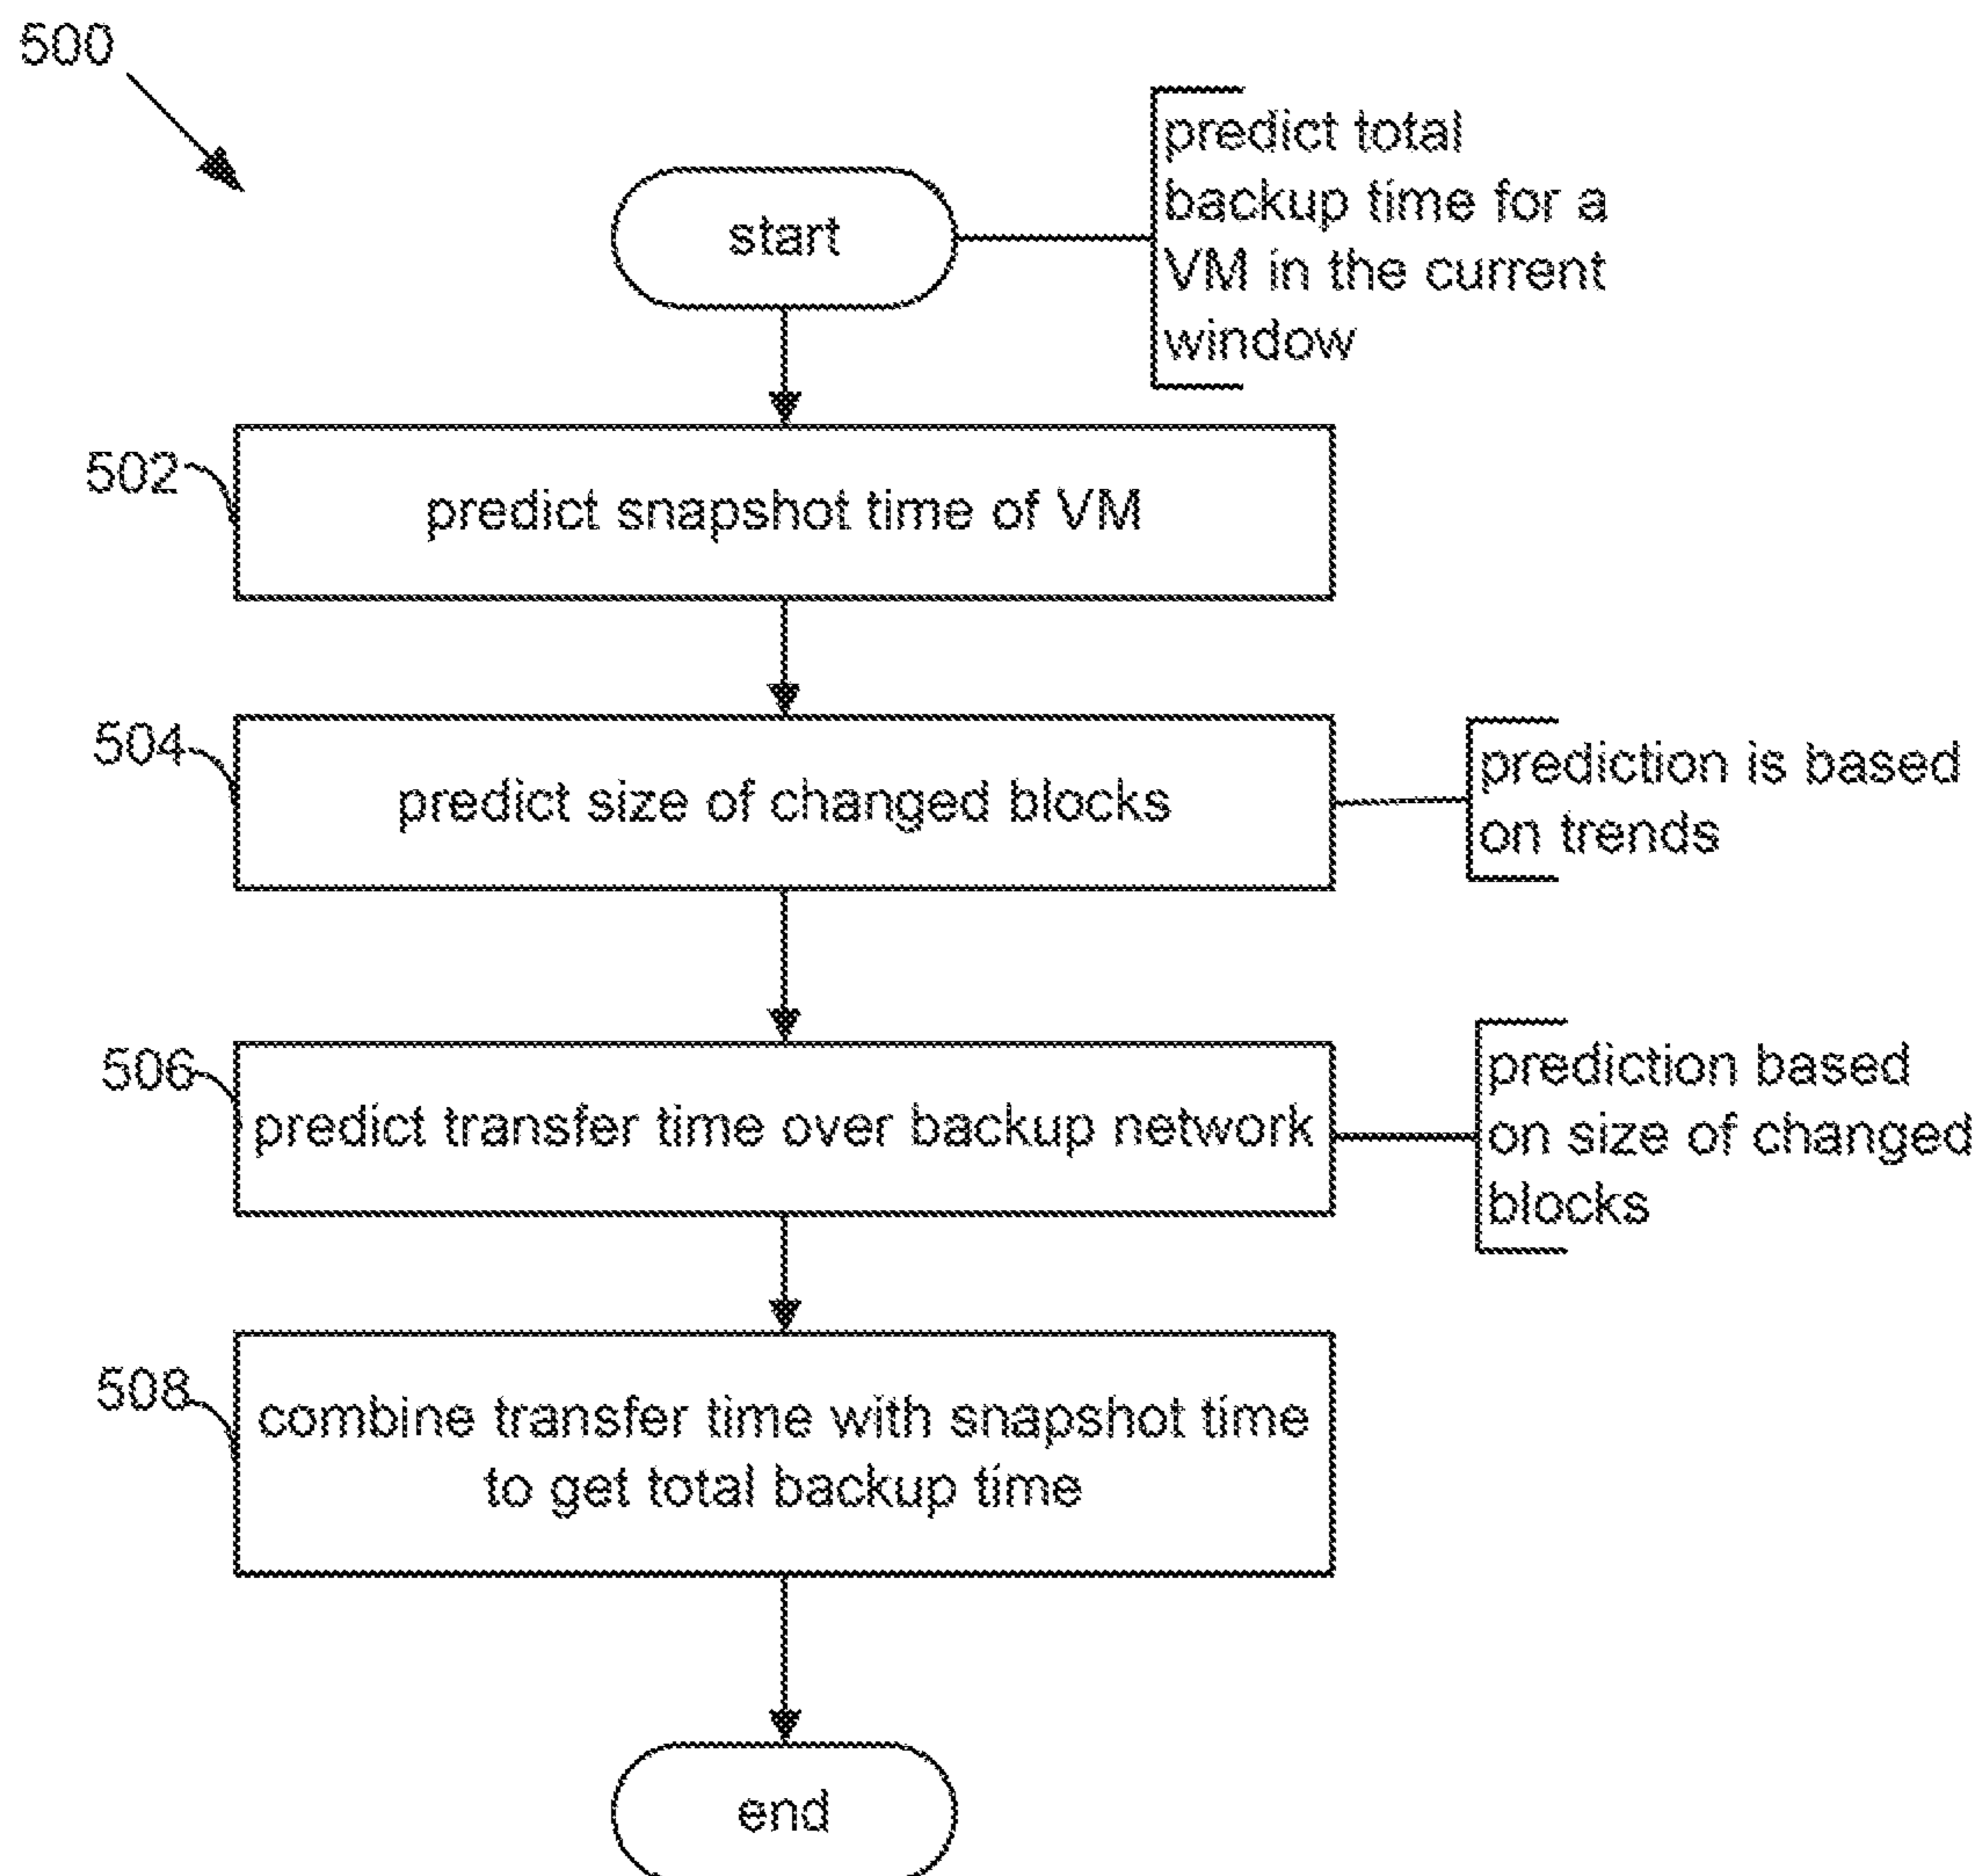 500
start
predict total
backup time for a
VM in the current
window
502
predict snapshot time of VM
504
predict size of changed blocks
prediction is based
on trends
506
predict transfer time over backup network
prediction based
on size of changed
blocks
508
combine transfer time with snapshot time
to get total backup time
end